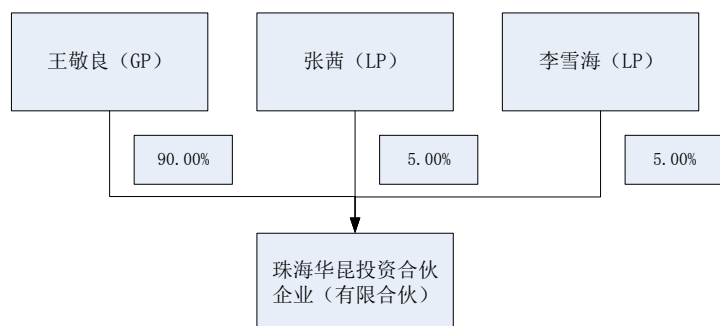 王敬良（GP）
张茜（LP）
李雪海（LP）
90.00%
5.00%
5.00%
珠海华昆投资合伙
企业（有限合伙）